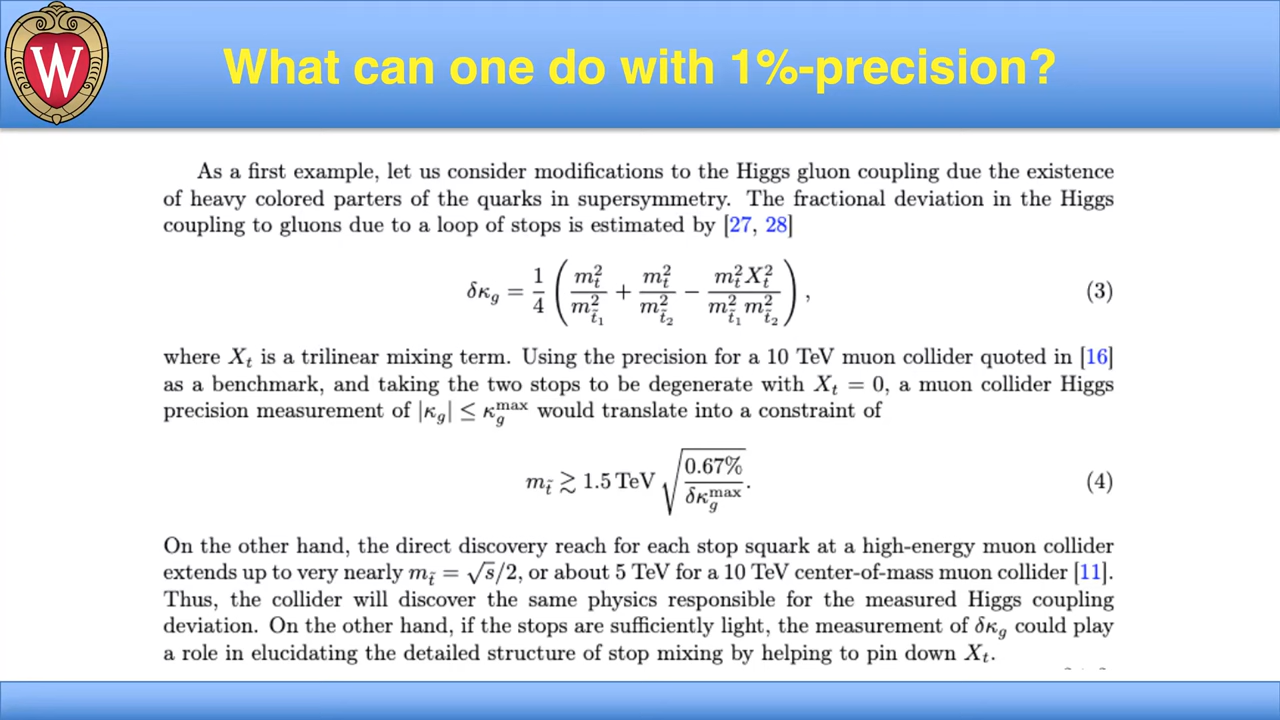 W
What can one do with 1%-precision?
As a first example, let us consider modifications to the Higgs gluon coupling due the existence
of heavy colored parters of the quarks in supersymmetry. The fractional deviation in the Higgs
coupling to gluons due to a loop of stops is estimated by [27, 28]
δκ_g = 1/4 ( m_t^2/m_{t̃_1}^2 + m_t^2/m_{t̃_2}^2 − m_t^2 X_t^2/(m_{t̃_1}^2 m_{t̃_2}^2) ), (3)
where X_t is a trilinear mixing term. Using the precision for a 10 TeV muon collider quoted in [16]
as a benchmark, and taking the two stops to be degenerate with X_t = 0, a muon collider Higgs
precision measurement of |κ_g| ≤ κ_g^max would translate into a constraint of
m_t̃ ≳ 1.5 TeV √(0.67%/δκ_g^max). (4)
On the other hand, the direct discovery reach for each stop squark at a high-energy muon collider
extends up to very nearly m_t̃ = √s/2, or about 5 TeV for a 10 TeV center-of-mass muon collider [11].
Thus, the collider will discover the same physics responsible for the measured Higgs coupling
deviation. On the other hand, if the stops are sufficiently light, the measurement of δκ_g could play
a role in elucidating the detailed structure of stop mixing by helping to pin down X_t.